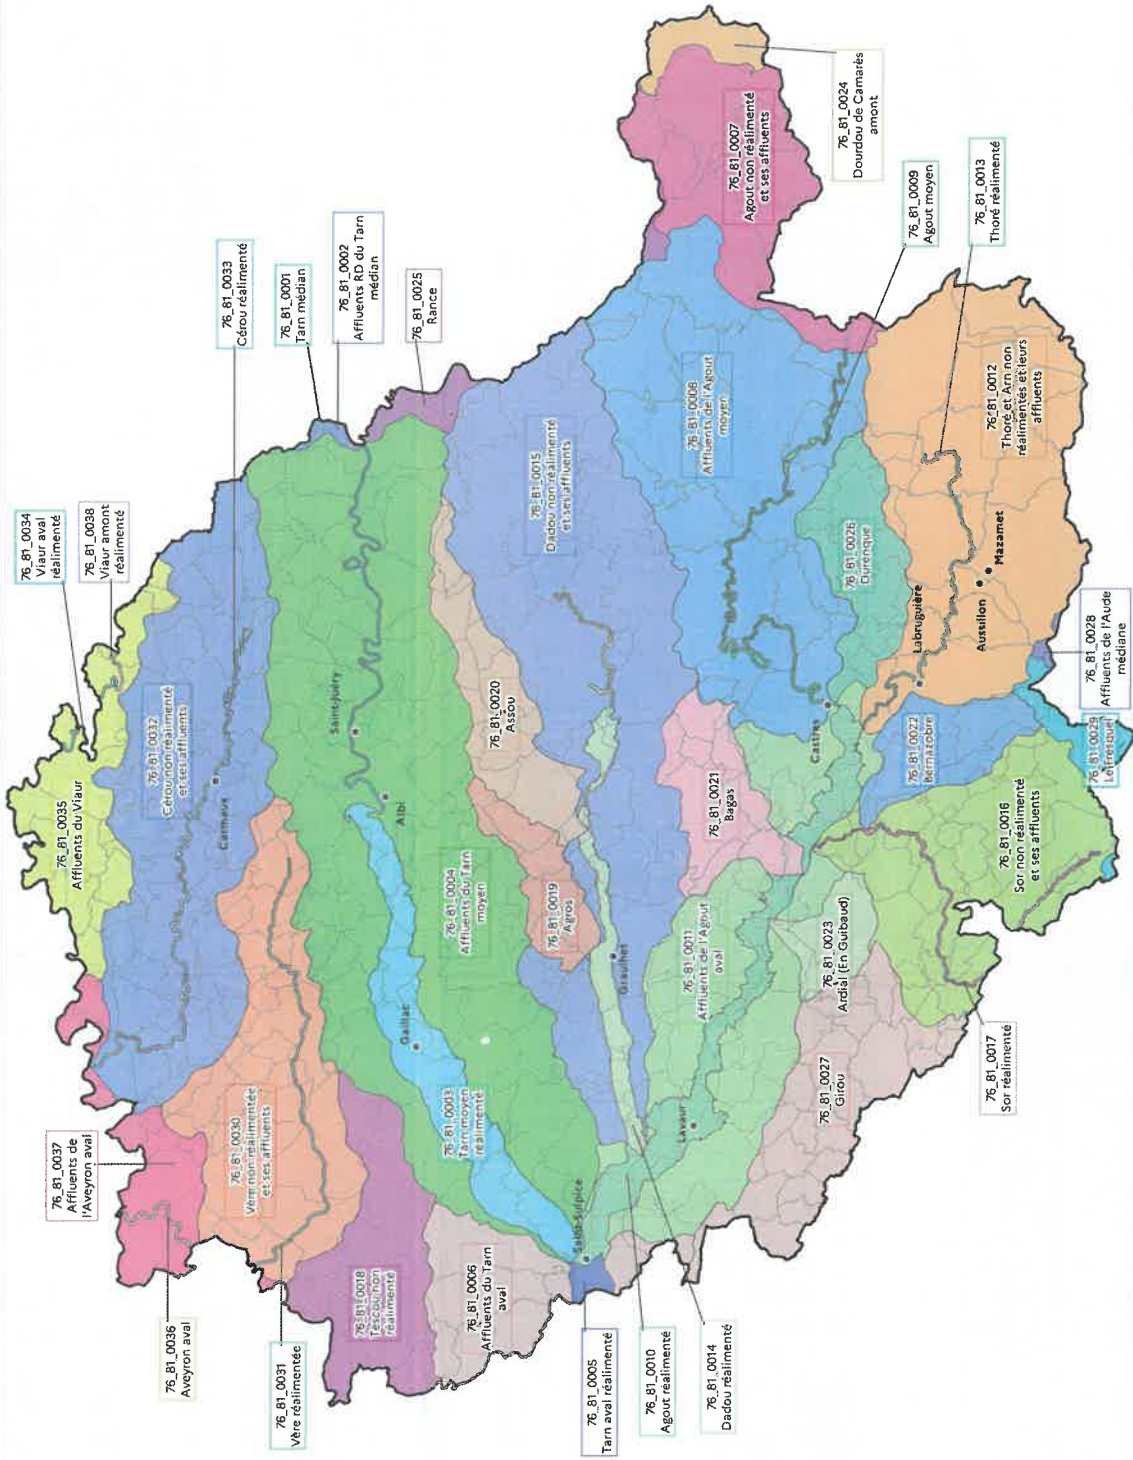 76_81_0034
Viaur aval
réalimenté
76_81_0038
Viaur amont
réalimenté
76_81_0037
Affluents de
l'Aveyron aval
76_81_0035
Affluents du Viaur
76_81_0036
Aveyron aval
76_81_0032
Cérou non réalimenté
et ses affluents
Carmaux
76_81_0033
Cérou réalimenté
76_81_0030
Vère non réalimentée
et ses affluents
76_81_0031
Vère réalimentée
76_81_0001
Tarn médian
76_81_0002
Affluents RD du Tarn
médian
76_81_0025
Rance
Saint-Juéry
Albi
76_81_0018
Tescou non
réalimenté
Gaillac
76_81_0003
Tarn moyen
réalimenté
76_81_0004
Affluents du Tarn
moyen
76_81_0006
Affluents du Tarn
aval
76_81_0020
Assou
76_81_0019
Agros
76_81_0015
Dadou non réalimenté
et ses affluents
Saint-Sulpice
Graulhet
76_81_0005
Tarn aval réalimenté
76_81_0010
Agout réalimenté
76_81_0014
Dadou réalimenté
Lavaur
76_81_0011
Affluents de l'Agout
aval
76_81_0021
Bagas
76_81_0008
Affluents de l'Agout
moyen
76_81_0007
Agout non réalimenté
et ses affluents
76_81_0024
Dourdou de Camarès
amont
Castres
76_81_0027
Girou
76_81_0023
Ardial (En Guibaud)
76_81_0026
Durenque
76_81_0009
Agout moyen
76_81_0022
Bernazobre
Labruguière
76_81_0013
Thoré réalimenté
Aussillon
Mazamet
76_81_0012
Thoré et Arn non
réalimentés et leurs
affluents
76_81_0017
Sor réalimenté
76_81_0016
Sor non réalimenté
et ses affluents
76_81_0029
Le Fresquel
76_81_0028
Affluents de l'Aude
médiane